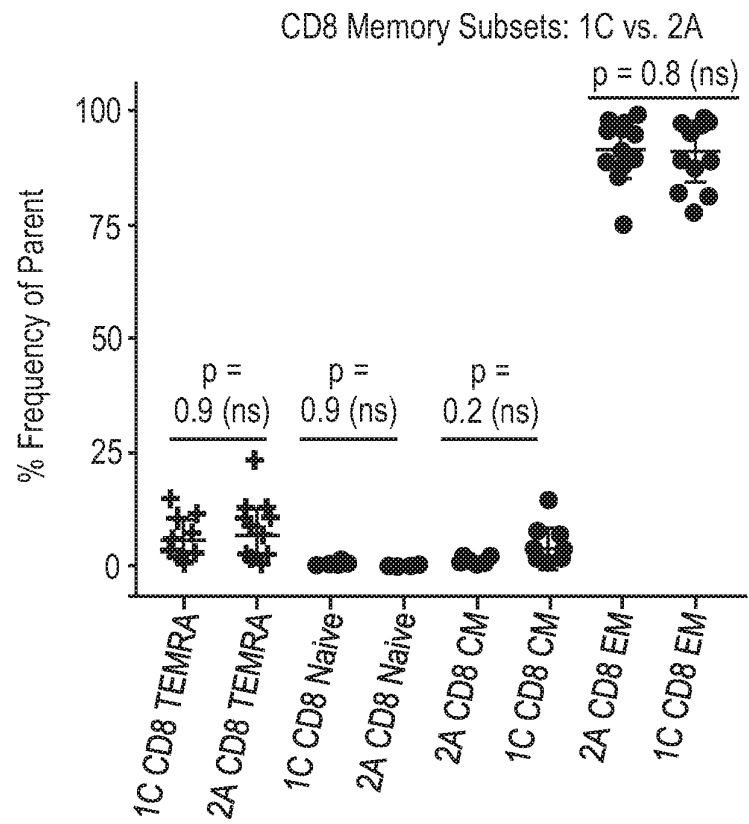 CD8 Memory Subsets: 1C vs. 2A
p = 0.8 (ns)
% Frequency of Parent
100
75
50
25
0
p =
0.9 (ns)
p =
0.9 (ns)
p =
0.2 (ns)
1C CD8 TEMRA
2A CD8 TEMRA
1C CD8 Naive
2A CD8 Naive
2A CD8 CM
1C CD8 CM
2A CD8 EM
1C CD8 EM